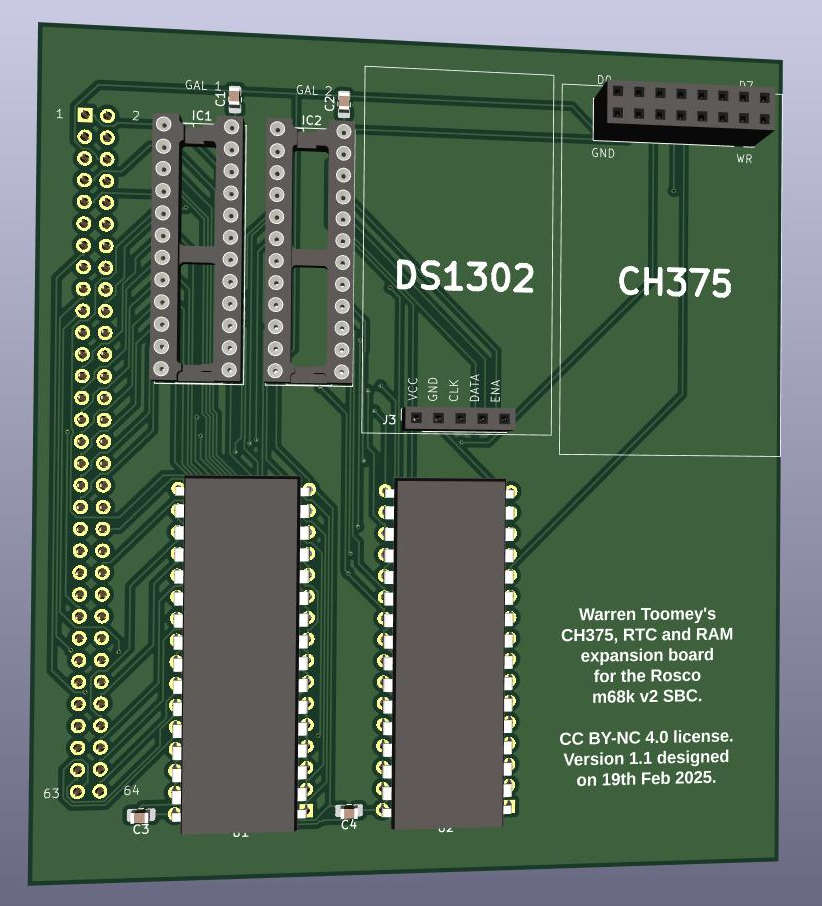 D0
D7
GAL 1
C1
GAL 2
C2
1
2
IC1
IC2
GND
WR
DS1302
CH375
VCC
GND
CLK
DATA
ENA
J3
Warren Toomey's
CH375, RTC and RAM
expansion board
for the Rosco
m68k v2 SBC.
CC BY-NC 4.0 license.
Version 1.1 designed
on 19th Feb 2025.
63
64
C3
C4